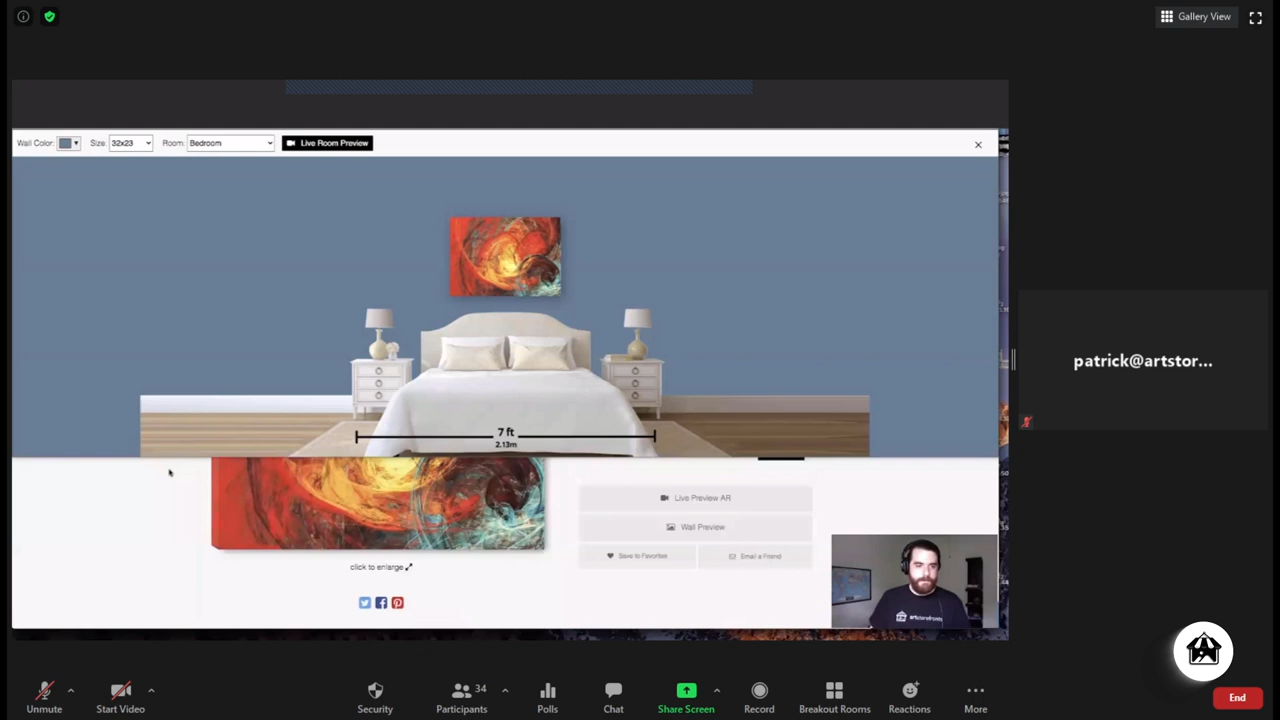 Gallery View
Wall Color: Size: 32x23 Room: Bedroom Live Room Preview
7 ft
2.13m
patrick@artstor...
Live Preview AR
Wall Preview
Save to Favorites Email a Friend
click to enlarge
artstorefronts
Unmute Start Video Security Participants 34 Polls Chat Share Screen Record Breakout Rooms Reactions More End